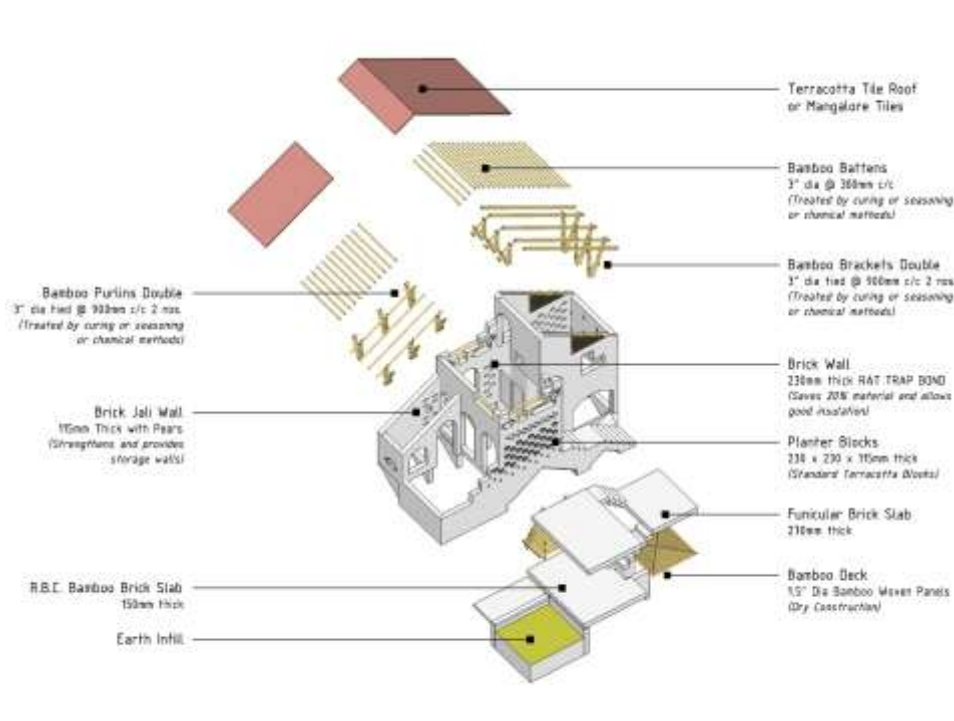 Terracotta Tile Roof
or Mangalore Tiles
Bamboo Battens
3" dia @ 300mm c/c
(Treated by curing or seasoning
or chemical methods)
Bamboo Brackets Double
3" dia tied @ 900mm c/c 2 nos
(Treated by curing or seasoning
or chemical methods)
Bamboo Purlins Double
3" dia tied @ 900mm c/c 2 nos.
(Treated by curing or seasoning
or chemical methods)
Brick Wall
230mm thick RAT TRAP BOND
(Saves 20% material and allows
good insulation)
Brick Jali Wall
115mm Thick with Pears
(Strengthens and provides
storage walls)
Planter Blocks
230 x 230 x 115mm thick
(Standard Terracotta Blocks)
Funicular Brick Slab
270mm thick
Bamboo Deck
1.5" Dia Bamboo Woven Panels
(Dry Construction)
R.B.C. Bamboo Brick Slab
150mm thick
Earth Infill